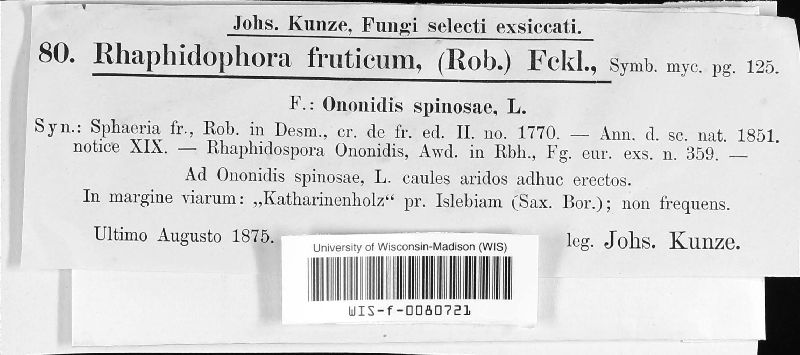 Johs. Kunze, Fungi selecti exsiccati.
80. Rhaphidophora fruticum, (Rob.) Fckl., Symb. myc. pg. 125.
F.: Ononidis spinosae, L.
Syn.: Sphaeria fr., Rob. in Desm., cr. de fr. ed. II. no. 1770. — Ann. d. sc. nat. 1851.
notice XIX. — Rhaphidospora Ononidis, Awd. in Rbh., Fg. eur. exs. n. 359. —
Ad Ononidis spinosae, L. caules aridos adhuc erectos.
In margine viarum: „Katharinenholz“ pr. Islebiam (Sax. Bor.); non frequens.
Ultimo Augusto 1875. leg. Johs. Kunze.
University of Wisconsin-Madison (WIS)
WIS-f-0080721